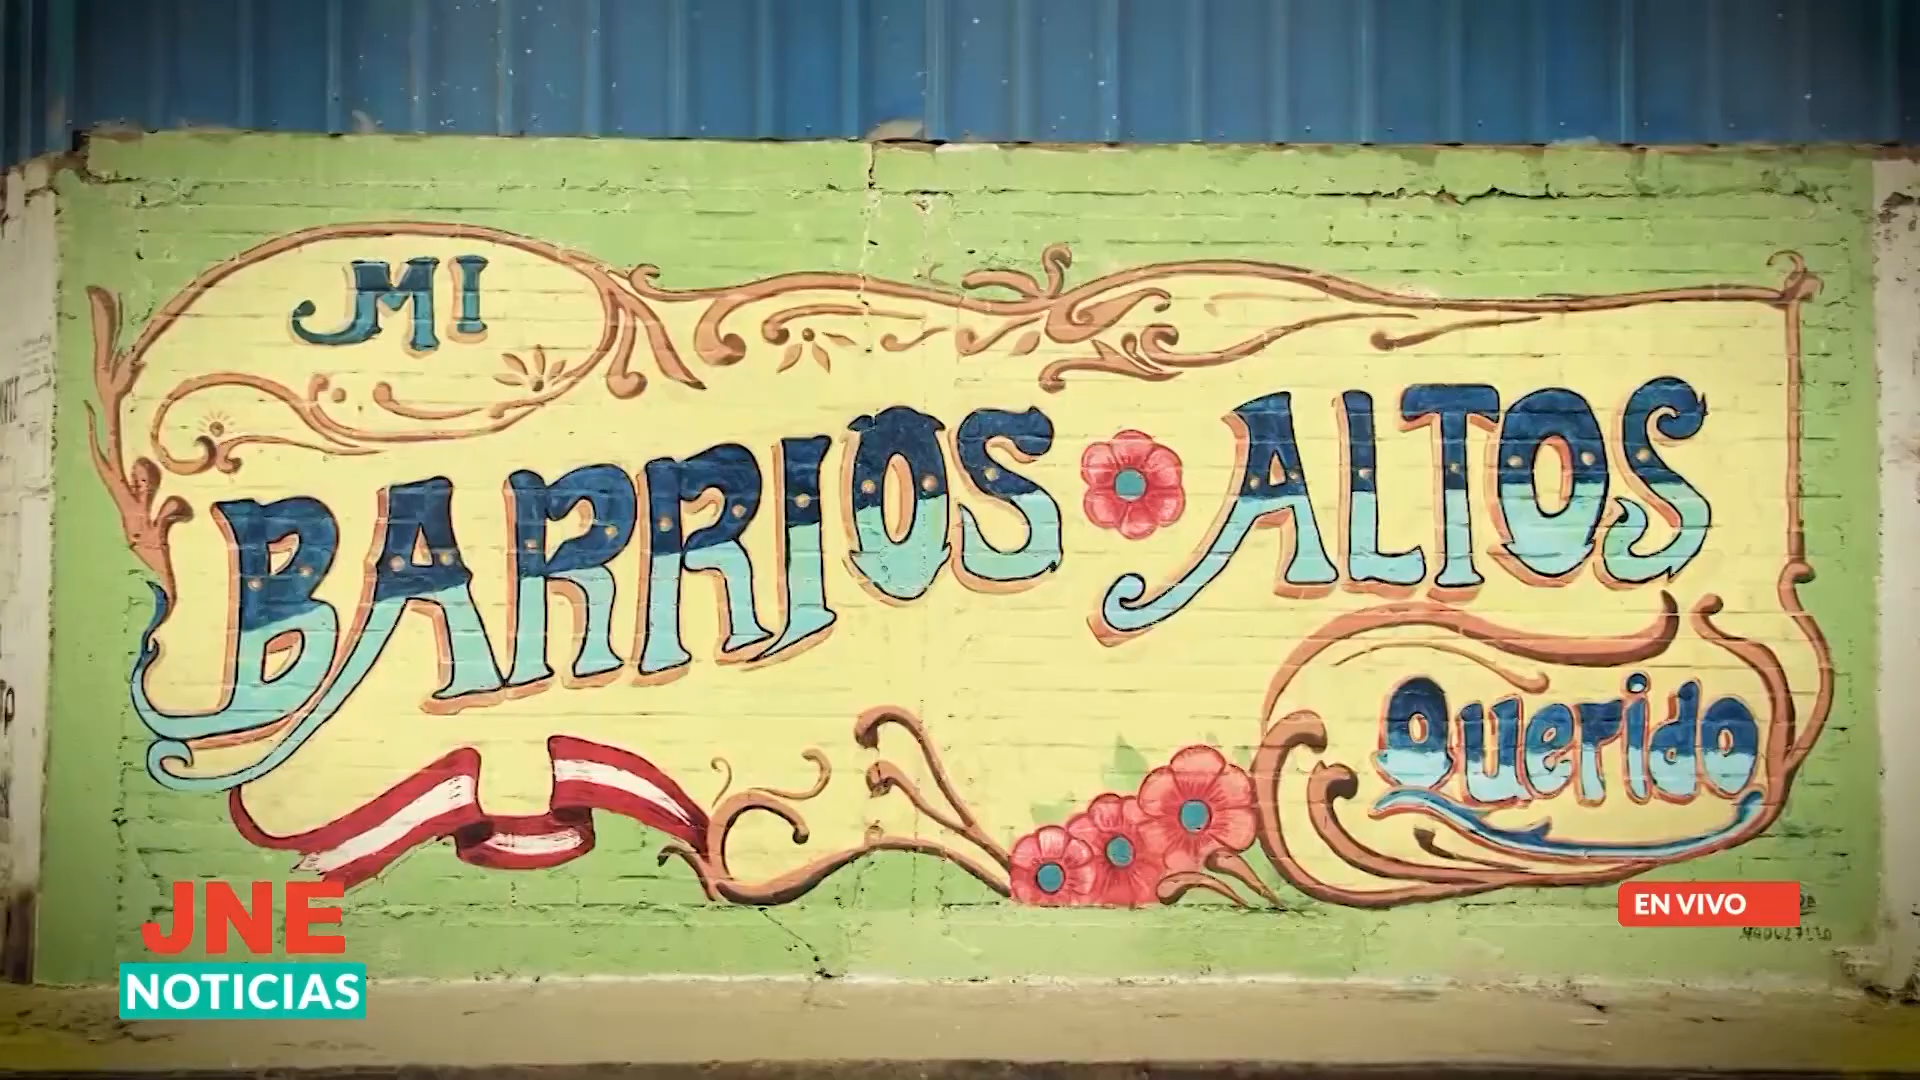 MI
BARRIOS ALTOS
Querido
JNE
NOTICIAS
EN VIVO